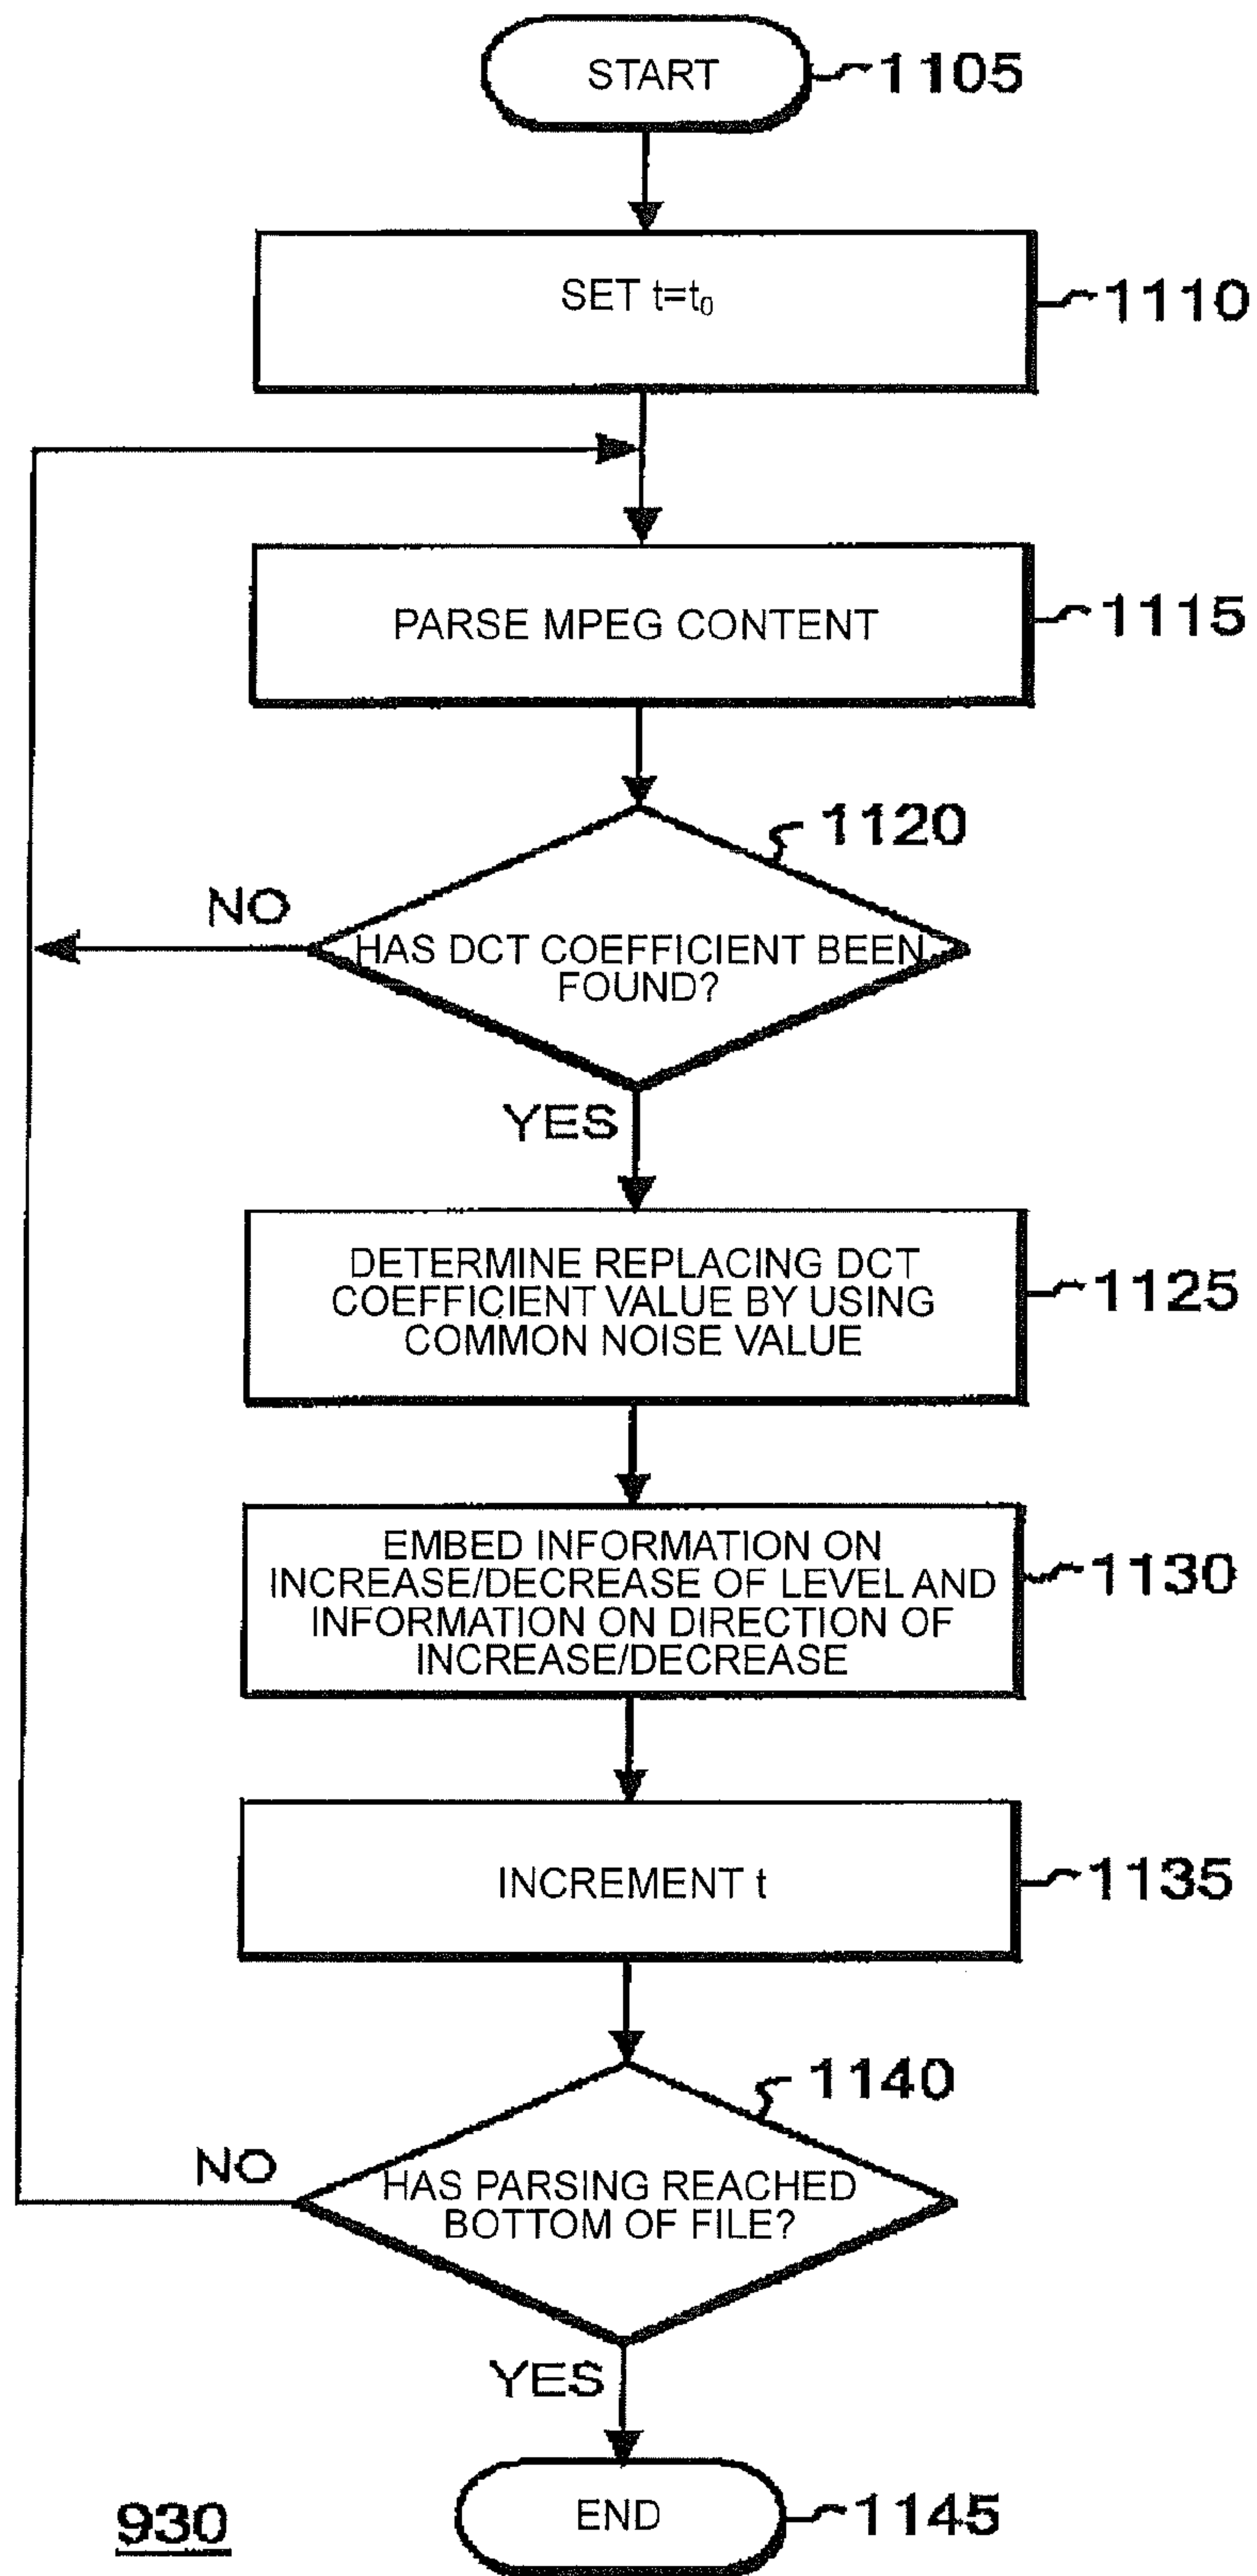 START
1105
SET t=t₀
1110
PARSE MPEG CONTENT
1115
1120
NO
HAS DCT COEFFICIENT BEEN
FOUND?
YES
DETERMINE REPLACING DCT
COEFFICIENT VALUE BY USING
COMMON NOISE VALUE
1125
EMBED INFORMATION ON
INCREASE/DECREASE OF LEVEL AND
INFORMATION ON DIRECTION OF
INCREASE/DECREASE
1130
INCREMENT t
1135
1140
NO
HAS PARSING REACHED
BOTTOM OF FILE?
YES
END
1145
930